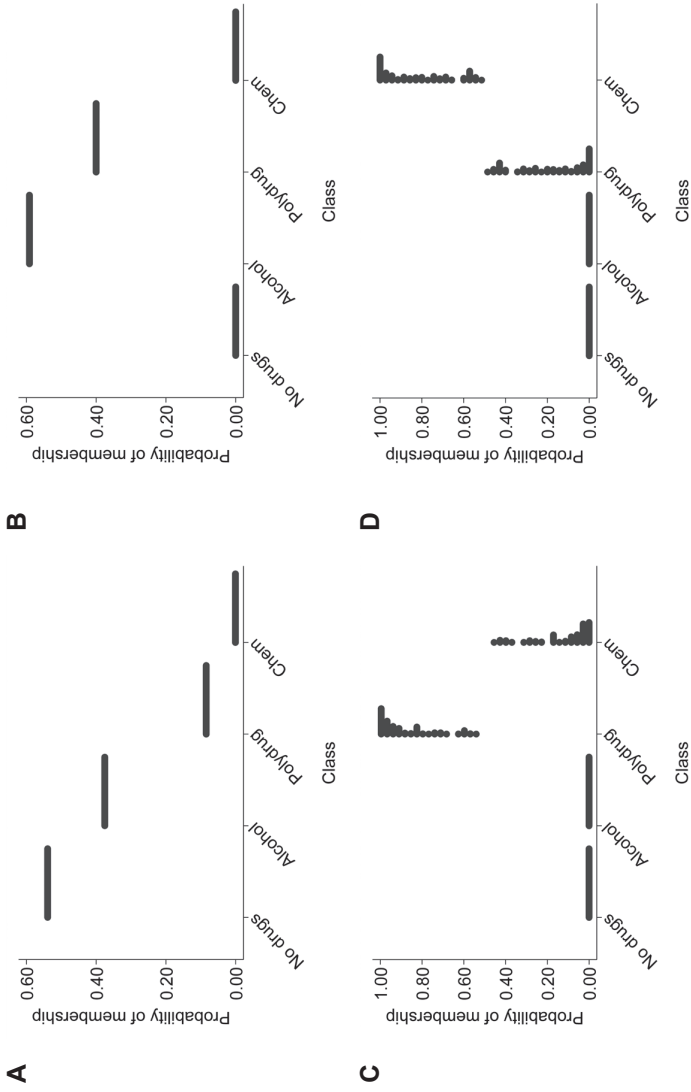 A
Probability of membership
0.60
0.40
0.20
0.00
No drugs
Alcohol
Polydrug
Chem
Class
B
Probability of membership
0.60
0.40
0.20
0.00
No drugs
Alcohol
Polydrug
Chem
Class
C
Probability of membership
1.00
0.80
0.60
0.40
0.20
0.00
No drugs
Alcohol
Polydrug
Chem
Class
D
Probability of membership
1.00
0.80
0.60
0.40
0.20
0.00
No drugs
Alcohol
Polydrug
Chem
Class